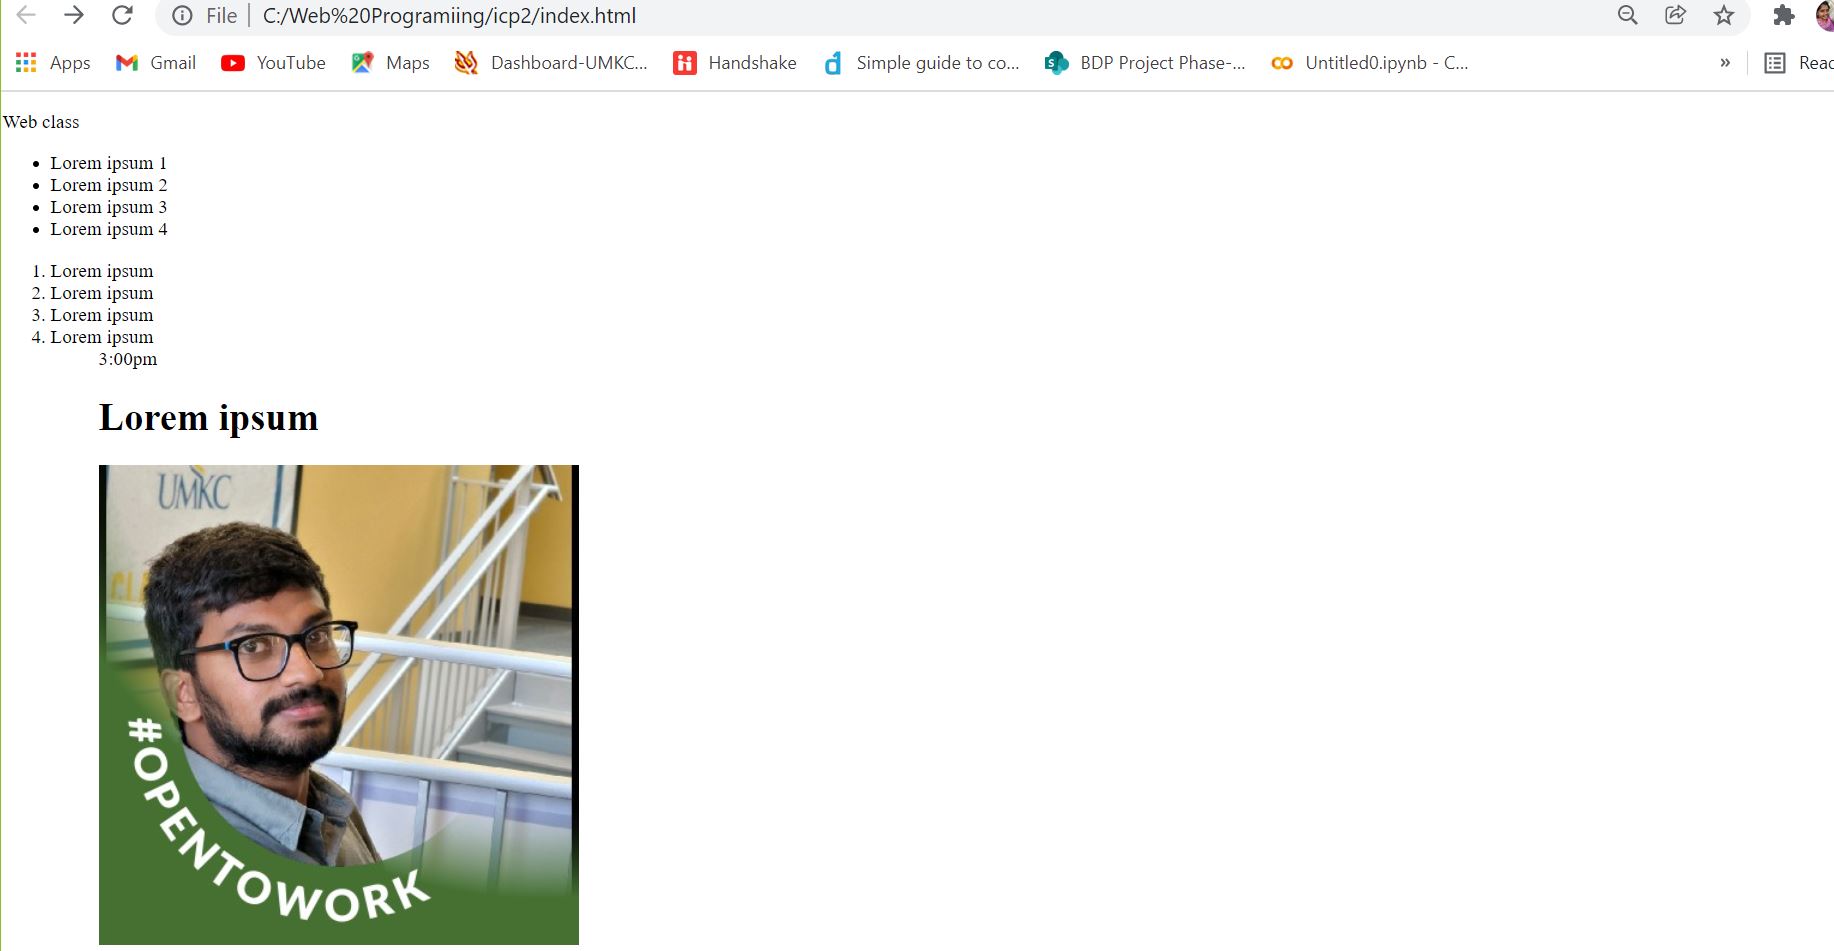 File | C:/Web%20Programiing/icp2/index.html
Apps Gmail YouTube Maps Dashboard-UMKC... Handshake Simple guide to co... BDP Project Phase-... Untitled0.ipynb - C... » Reac
Web class
• Lorem ipsum 1
• Lorem ipsum 2
• Lorem ipsum 3
• Lorem ipsum 4
1. Lorem ipsum
2. Lorem ipsum
3. Lorem ipsum
4. Lorem ipsum
3:00pm
Lorem ipsum
UMKC
#OPENTOWORK